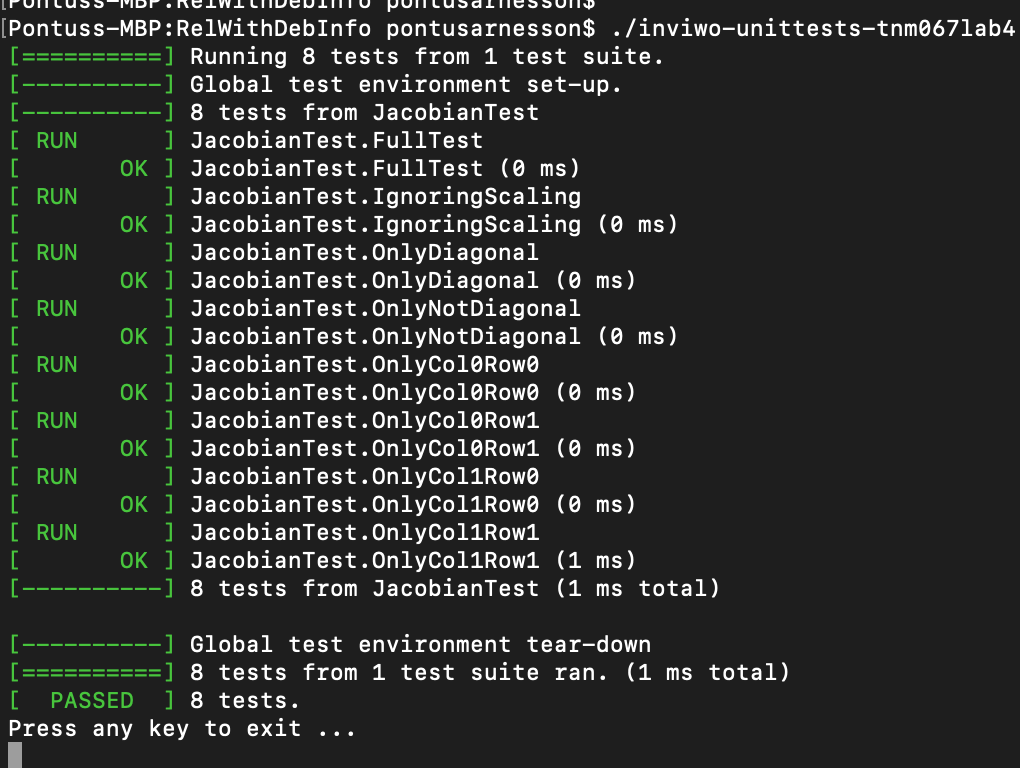 [Pontuss-MBP:RelWithDebInfo pontusarnesson$
[Pontuss-MBP:RelWithDebInfo pontusarnesson$ ./inviwo-unittests-tnm067lab4
[==========] Running 8 tests from 1 test suite.
[----------] Global test environment set-up.
[----------] 8 tests from JacobianTest
[ RUN      ] JacobianTest.FullTest
[       OK ] JacobianTest.FullTest (0 ms)
[ RUN      ] JacobianTest.IgnoringScaling
[       OK ] JacobianTest.IgnoringScaling (0 ms)
[ RUN      ] JacobianTest.OnlyDiagonal
[       OK ] JacobianTest.OnlyDiagonal (0 ms)
[ RUN      ] JacobianTest.OnlyNotDiagonal
[       OK ] JacobianTest.OnlyNotDiagonal (0 ms)
[ RUN      ] JacobianTest.OnlyCol0Row0
[       OK ] JacobianTest.OnlyCol0Row0 (0 ms)
[ RUN      ] JacobianTest.OnlyCol0Row1
[       OK ] JacobianTest.OnlyCol0Row1 (0 ms)
[ RUN      ] JacobianTest.OnlyCol1Row0
[       OK ] JacobianTest.OnlyCol1Row0 (0 ms)
[ RUN      ] JacobianTest.OnlyCol1Row1
[       OK ] JacobianTest.OnlyCol1Row1 (1 ms)
[----------] 8 tests from JacobianTest (1 ms total)

[----------] Global test environment tear-down
[==========] 8 tests from 1 test suite ran. (1 ms total)
[  PASSED  ] 8 tests.
Press any key to exit ...